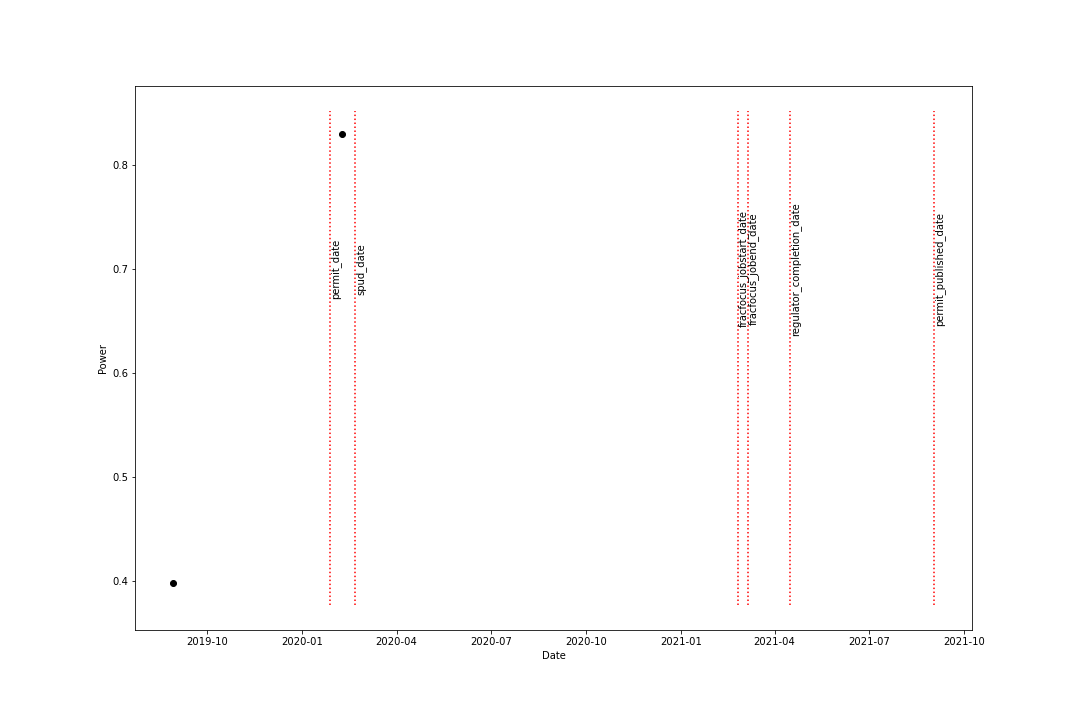 0.8
0.7
0.6
0.5
0.4
Power
permit_date
spud_date
fracfocus_jobstart_date
fracfocus_jobend_date
regulator_completion_date
permit_published_date
2019-10 2020-01 2020-04 2020-07 2020-10 2021-01 2021-04 2021-07 2021-10
Date